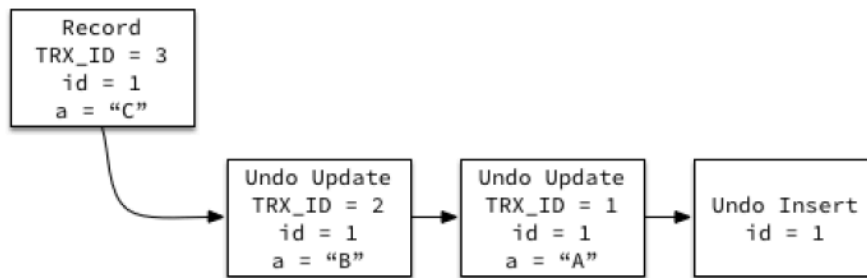 Record
TRX_ID = 3
id = 1
a = “C”
Undo Update
TRX_ID = 2
id = 1
a = “B”
Undo Update
TRX_ID = 1
id = 1
a = “A”
Undo Insert
id = 1